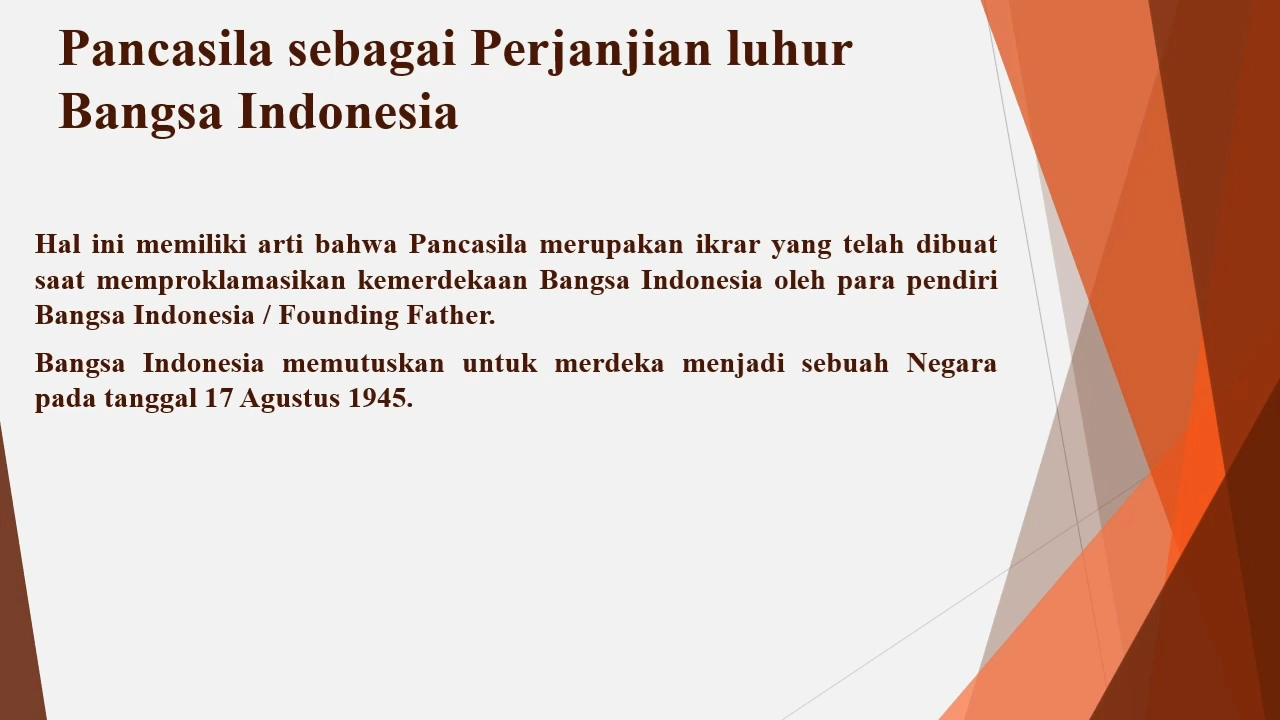 Pancasila sebagai Perjanjian luhur
Bangsa Indonesia
Hal ini memiliki arti bahwa Pancasila merupakan ikrar yang telah dibuat
saat memproklamasikan kemerdekaan Bangsa Indonesia oleh para pendiri
Bangsa Indonesia / Founding Father.
Bangsa Indonesia memutuskan untuk merdeka menjadi sebuah Negara
pada tanggal 17 Agustus 1945.